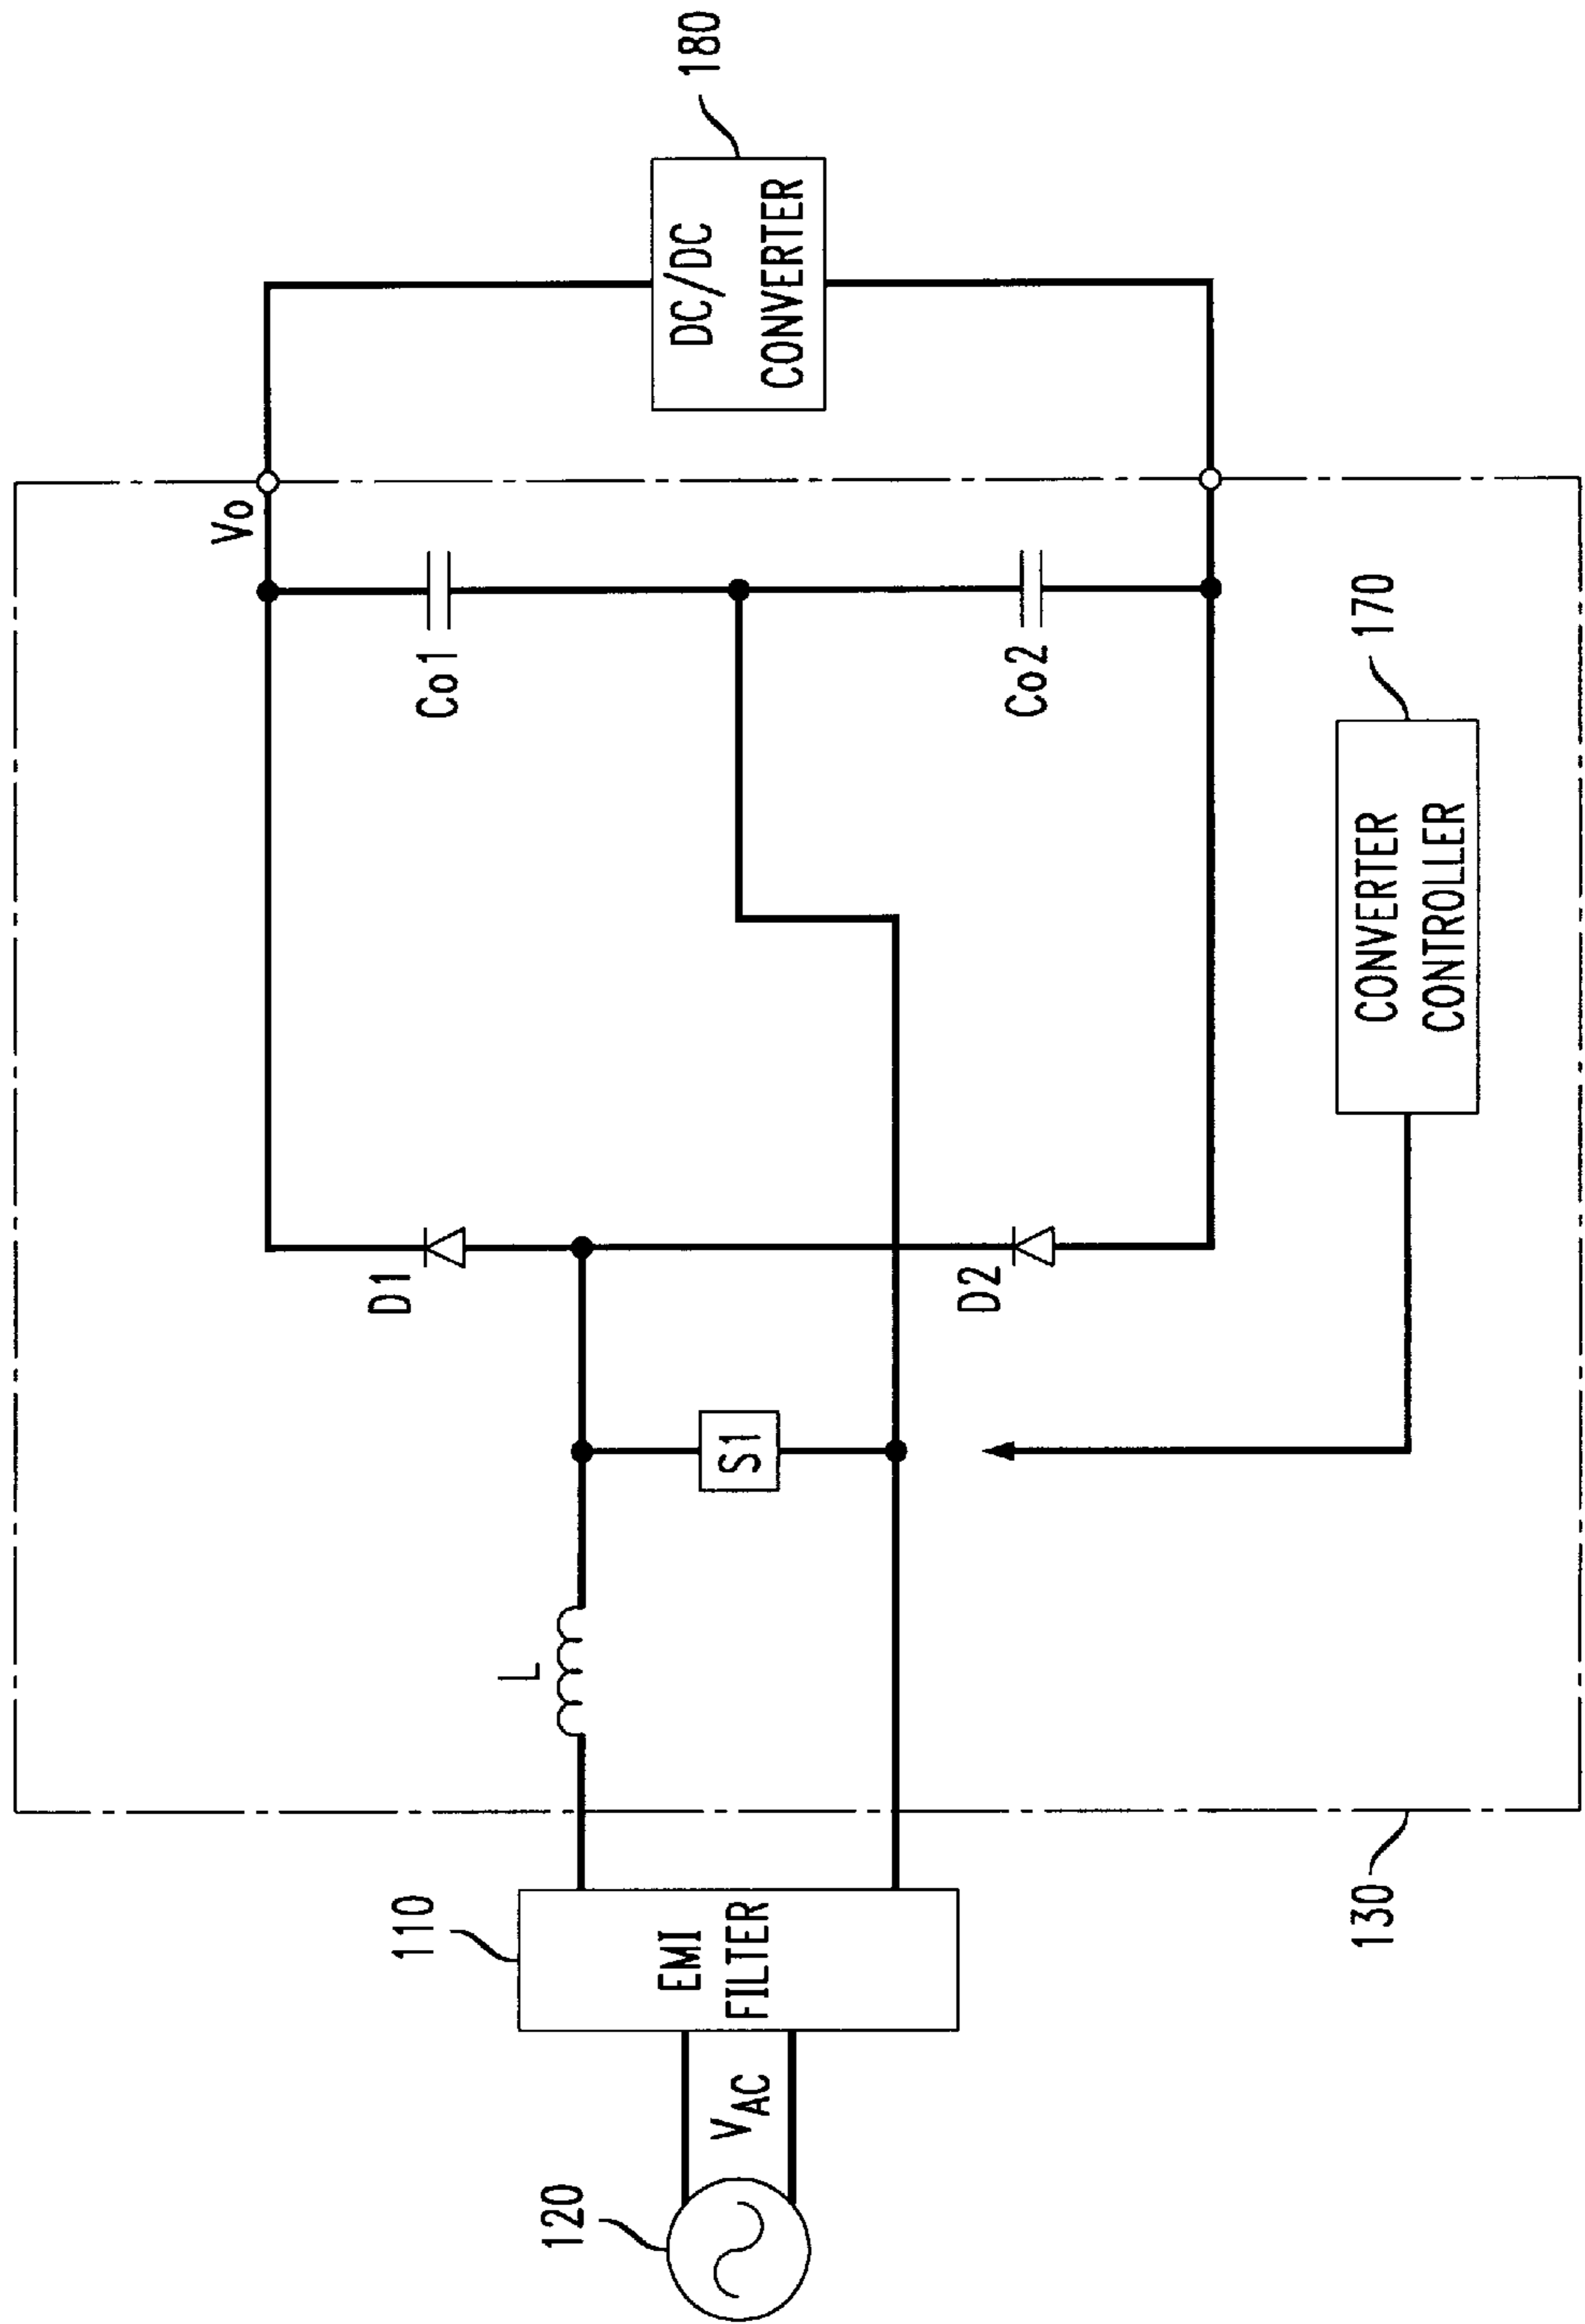 120
VAC
110
EMI
FILTER
130
L
S1
D1
D2
CONVERTER
CONTROLLER
170
Co1
Co2
Vo
DC/DC
CONVERTER
180